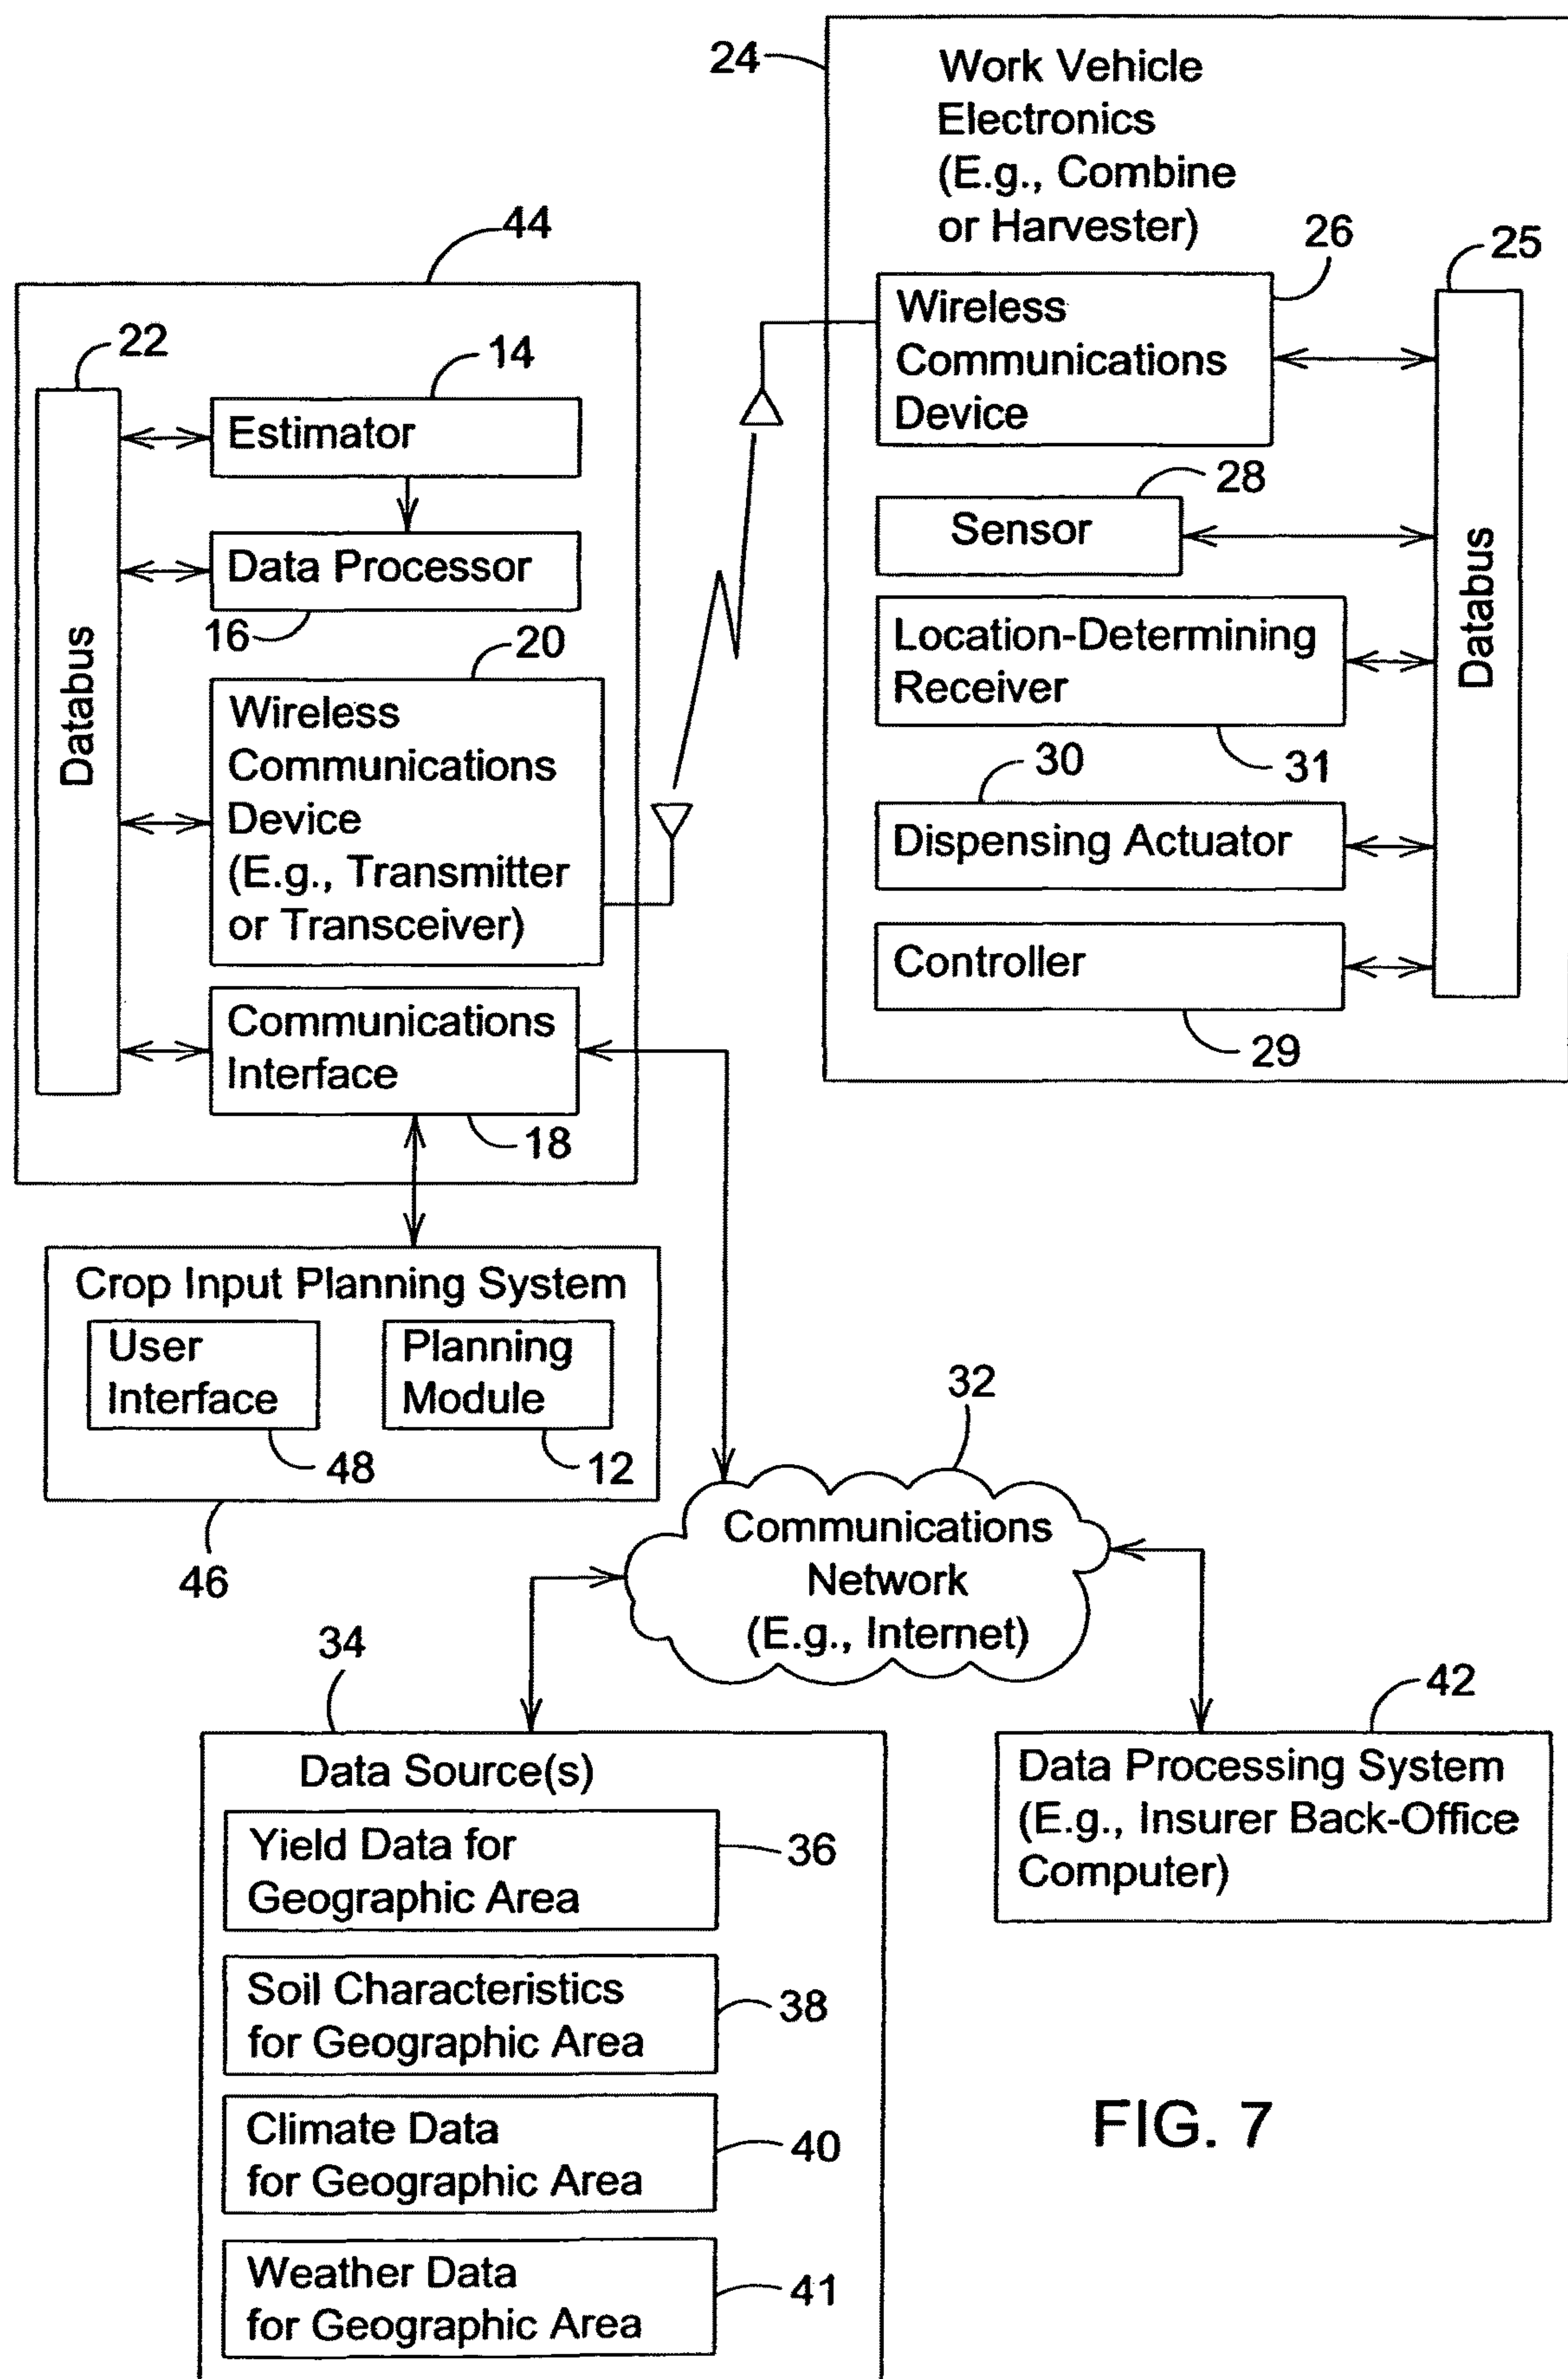 24
Work Vehicle
Electronics
(E.g., Combine
or Harvester)
26
25
Wireless
Communications
Device
28
Sensor
Location-Determining
Receiver
31
30
Dispensing Actuator
Controller
29
Databus
44
22
14
Estimator
Data Processor
16
20
Wireless
Communications
Device
(E.g., Transmitter
or Transceiver)
Communications
Interface
18
Databus
Crop Input Planning System
User
Interface
48
Planning
Module
12
46
32
Communications
Network
(E.g., Internet)
34
Data Source(s)
Yield Data for
Geographic Area
36
Soil Characteristics
for Geographic Area
38
Climate Data
for Geographic Area
40
Weather Data
for Geographic Area
41
42
Data Processing System
(E.g., Insurer Back-Office
Computer)
FIG. 7